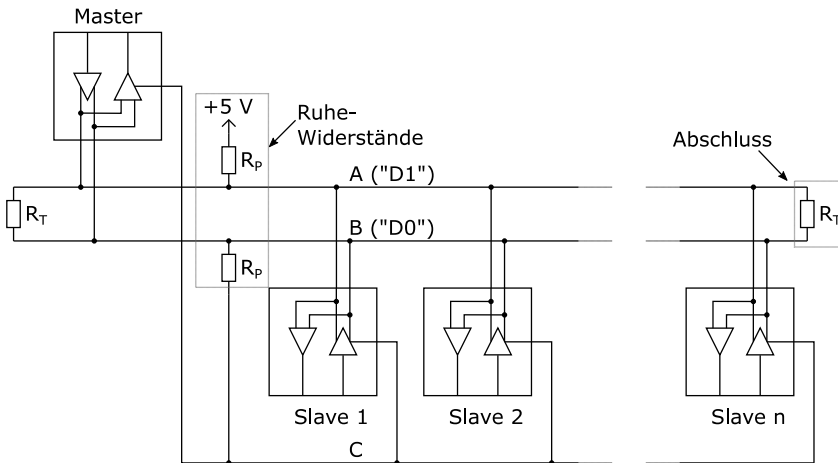 Master
+5 V
Ruhe-
Widerstände
R_P
Abschluss
A ("D1")
R_T
B ("D0")
R_T
R_P
Slave 1
Slave 2
Slave n
C